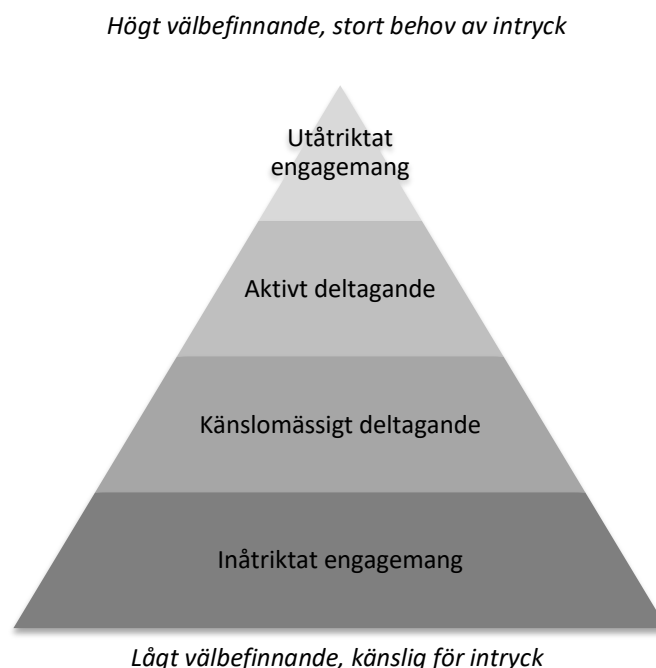 Högt välbefinnande, stort behov av intryck
Utåtriktat
engagemang
Aktivt deltagande
Känslomässigt deltagande
Inåtriktat engagemang
Lågt välbefinnande, känslig för intryck